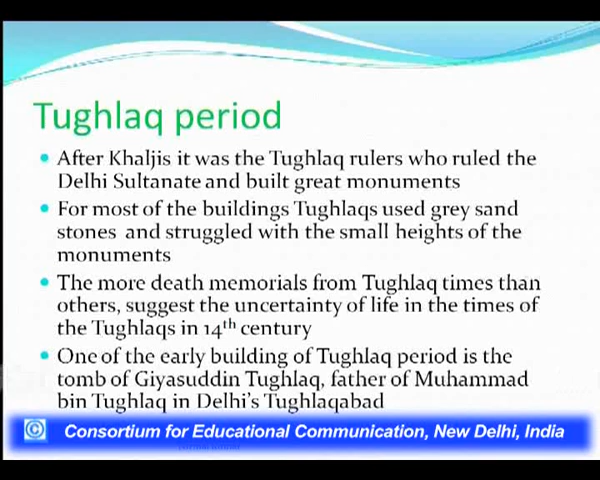 Tughlaq period
After Khaljis it was the Tughlaq rulers who ruled the
Delhi Sultanate and built great monuments
For most of the buildings Tughlaqs used grey sand
stones and struggled with the small heights of the
monuments
The more death memorials from Tughlaq times than
others, suggest the uncertainty of life in the times of
the Tughlaqs in 14th century
One of the early building of Tughlaq period is the
tomb of Giyasuddin Tughlaq, father of Muhammad
bin Tughlaq in Delhi's Tughlaqabad
© Consortium for Educational Communication, New Delhi, India